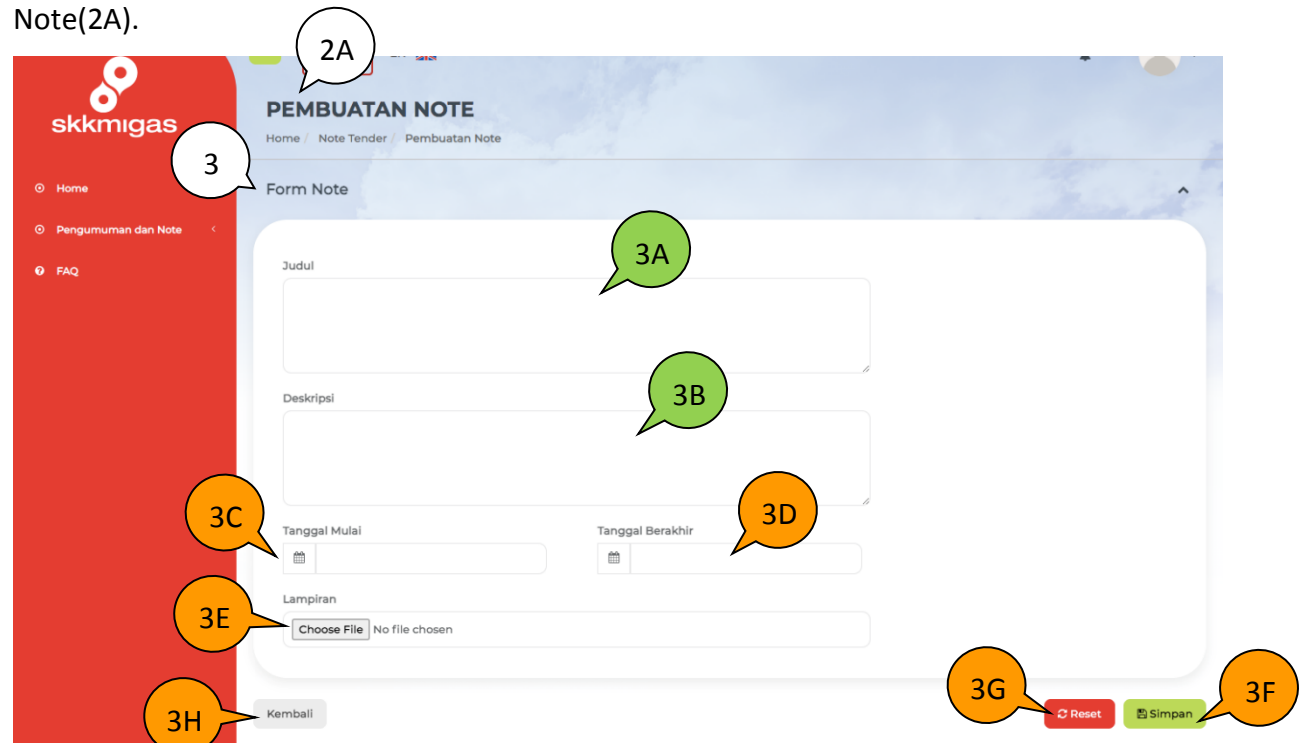 Note(2A).
2A
skkmigas
PEMBUATAN NOTE
Home / Note Tender / Pembuatan Note
3
Home
Form Note
Pengumuman dan Note
FAQ
3A
Judul
3B
Deskripsi
3C
3D
Tanggal Mulai
Tanggal Berakhir
3E
Lampiran
Choose File No file chosen
3G
3F
3H
Kembali
Reset
Simpan